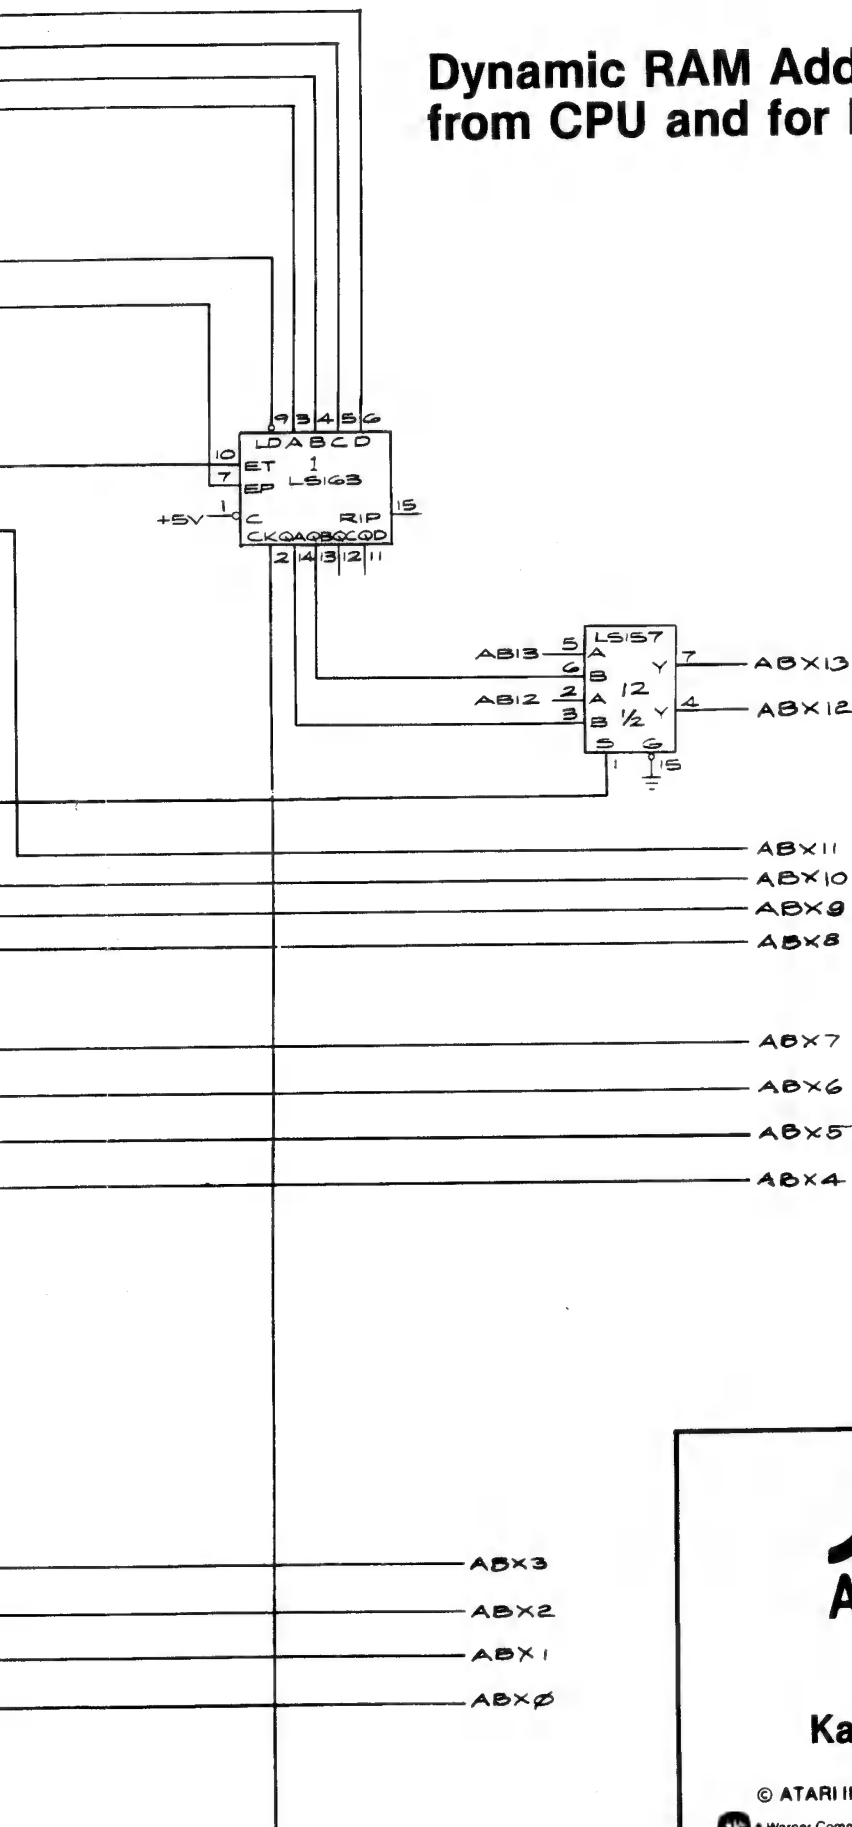 Dynamic RAM Add
from CPU and for
9 3 4 5 6
LD A B C D
10 ET 1
7 EP LS163
+5V 1 C RIP 15
CK QA QB QC QD
2 14 13 12 11
LS157
AB13 5 A Y 7 ABX13
6 B
AB12 2 A 12 Y 4 ABX12
3 B 1/2
S G
1 15
ABX11
ABX10
ABX9
ABX8
ABX7
ABX6
ABX5
ABX4
ABX3
ABX2
ABX1
ABXØ
A
Ka
© ATARI